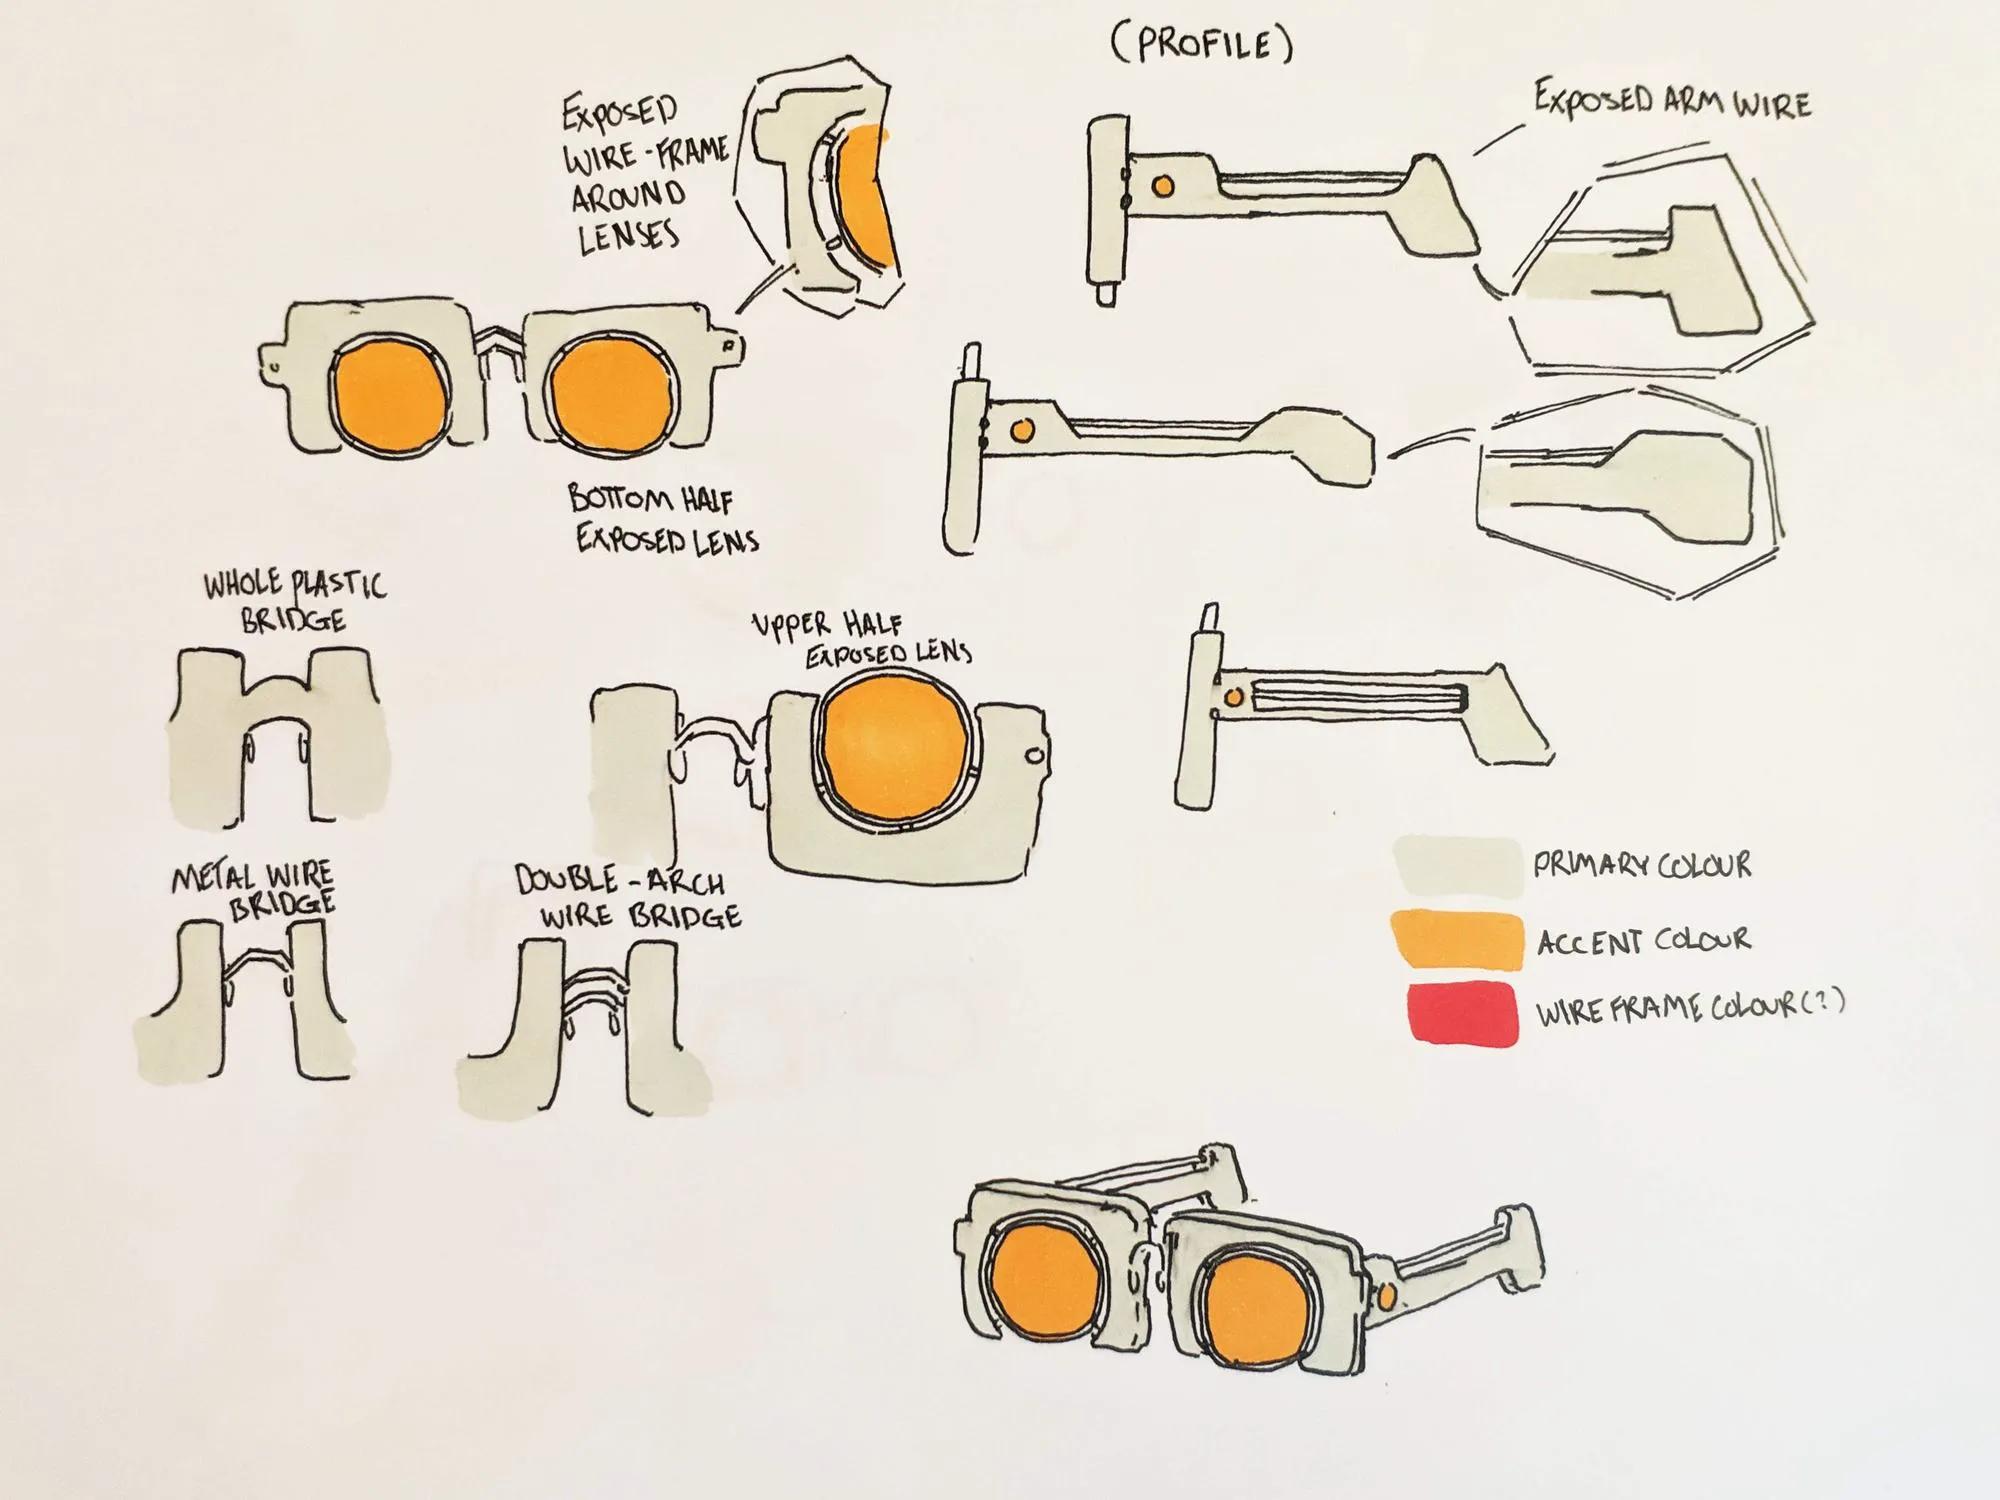 (PROFILE)
EXPOSED
WIRE-FRAME
AROUND
LENSES
EXPOSED ARM WIRE
BOTTOM HALF
EXPOSED LENS
WHOLE PLASTIC
BRIDGE
UPPER HALF
EXPOSED LENS
METAL WIRE
BRIDGE
DOUBLE-ARCH
WIRE BRIDGE
PRIMARY COLOUR
ACCENT COLOUR
WIRE FRAME COLOUR(?)